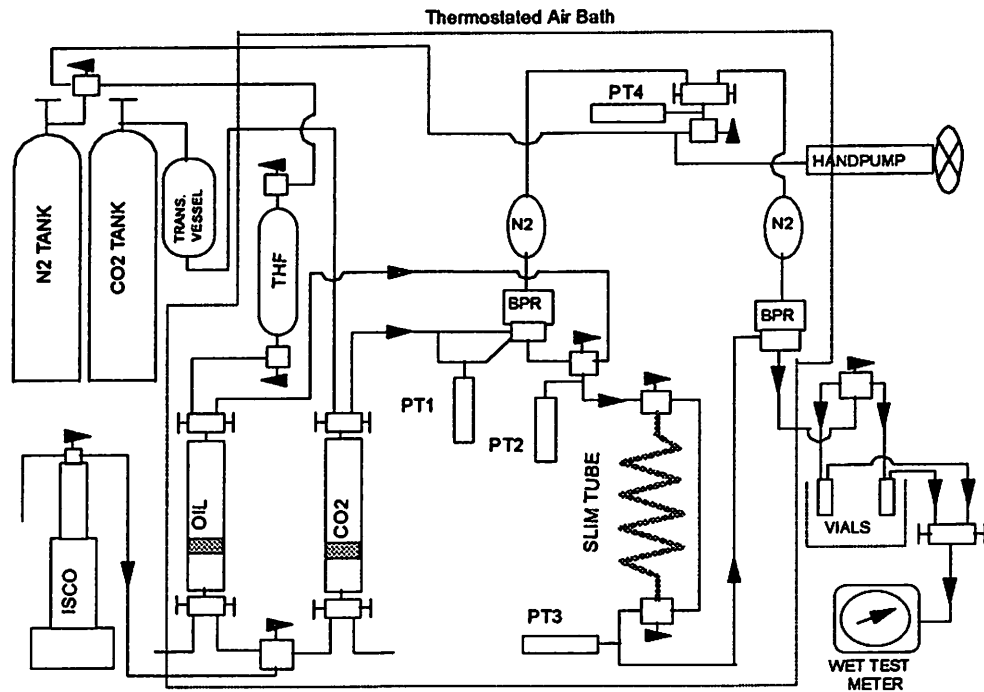 Thermostated Air Bath
PT4
HANDPUMP
N2 TANK
CO2 TANK
TRANS.
VESSEL
THF
N2
N2
BPR
BPR
PT1
PT2
OIL
CO2
SLIM TUBE
VIALS
ISCO
PT3
WET TEST
METER